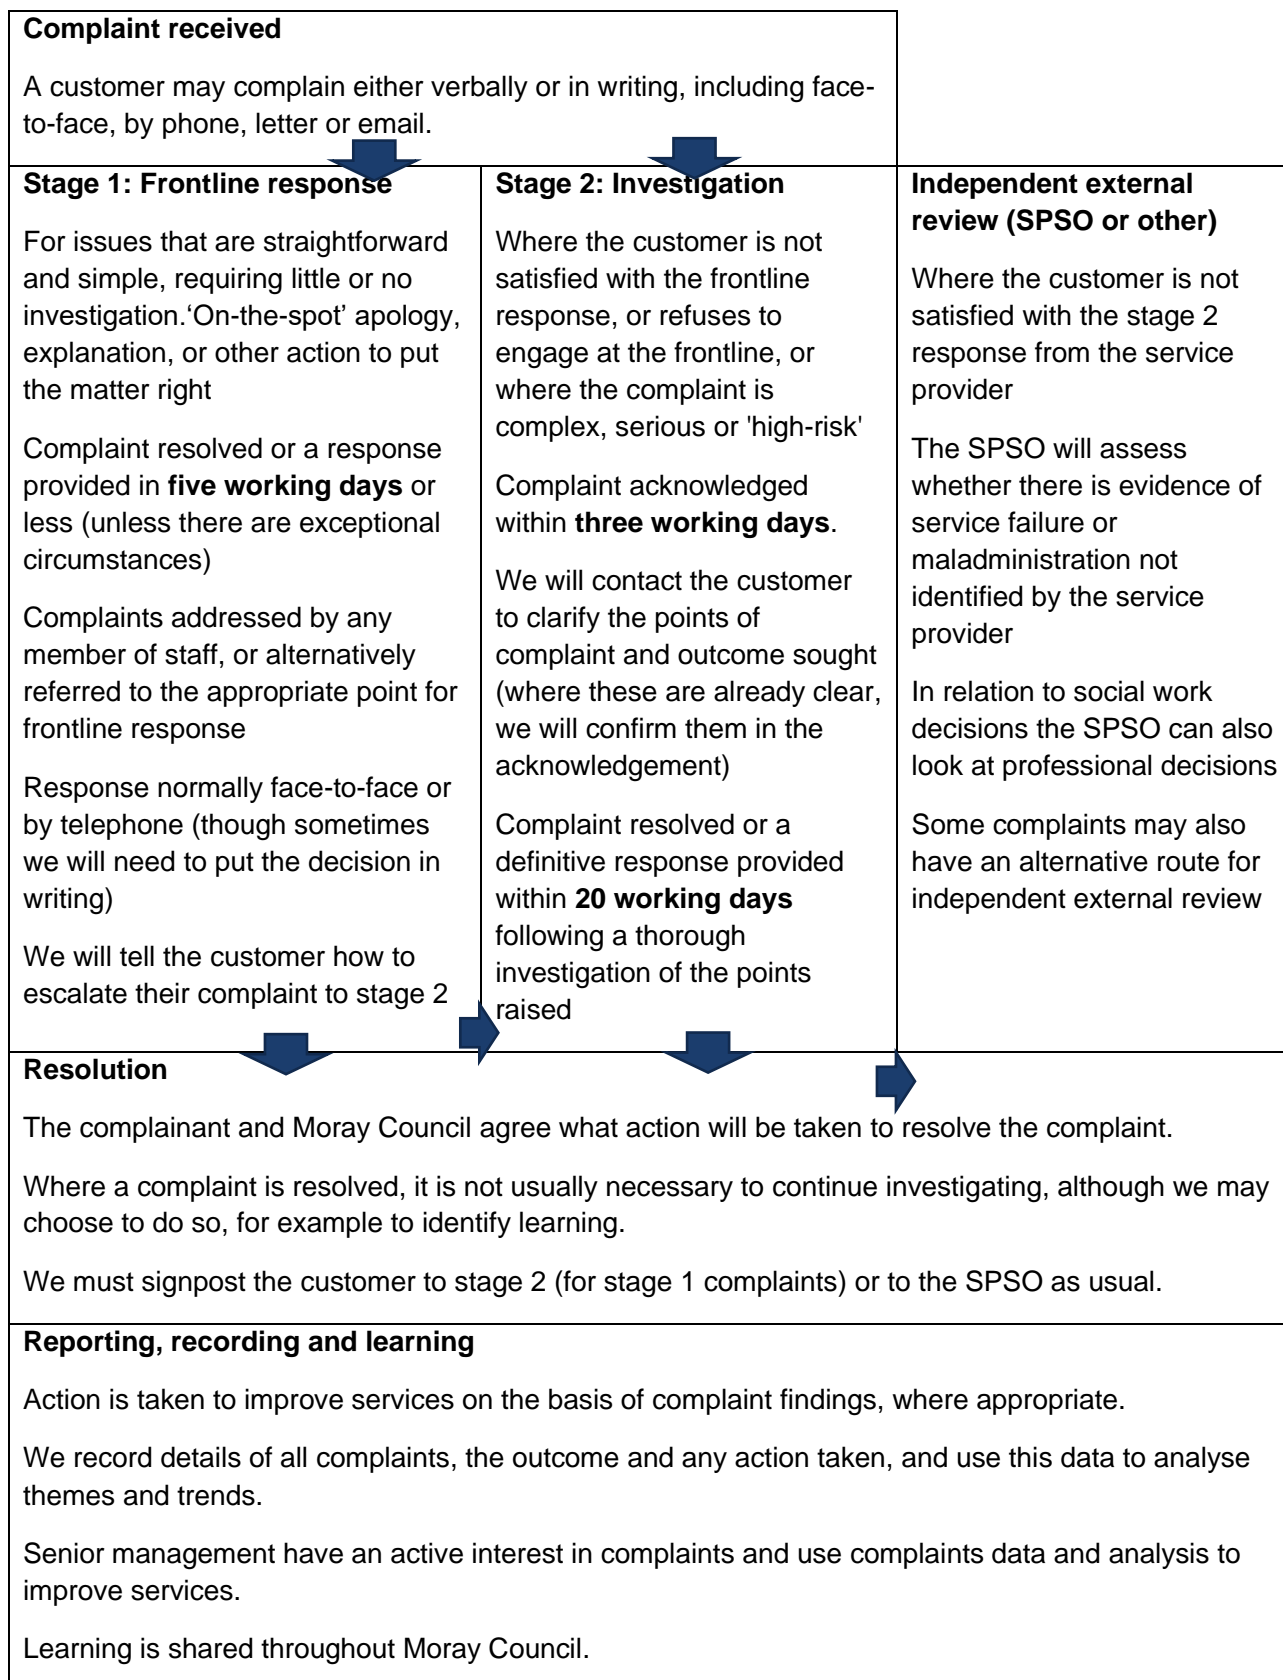 Complaint received
A customer may complain either verbally or in writing, including face-
to-face, by phone, letter or email.
Stage 1: Frontline response
For issues that are straightforward
and simple, requiring little or no
investigation.‘On-the-spot’ apology,
explanation, or other action to put
the matter right
Complaint resolved or a response
provided in five working days or
less (unless there are exceptional
circumstances)
Complaints addressed by any
member of staff, or alternatively
referred to the appropriate point for
frontline response
Response normally face-to-face or
by telephone (though sometimes
we will need to put the decision in
writing)
We will tell the customer how to
escalate their complaint to stage 2
Stage 2: Investigation
Where the customer is not
satisfied with the frontline
response, or refuses to
engage at the frontline, or
where the complaint is
complex, serious or 'high-risk'
Complaint acknowledged
within three working days.
We will contact the customer
to clarify the points of
complaint and outcome sought
(where these are already clear,
we will confirm them in the
acknowledgement)
Complaint resolved or a
definitive response provided
within 20 working days
following a thorough
investigation of the points
raised
Independent external
review (SPSO or other)
Where the customer is not
satisfied with the stage 2
response from the service
provider
The SPSO will assess
whether there is evidence of
service failure or
maladministration not
identified by the service
provider
In relation to social work
decisions the SPSO can also
look at professional decisions
Some complaints may also
have an alternative route for
independent external review
Resolution
The complainant and Moray Council agree what action will be taken to resolve the complaint.
Where a complaint is resolved, it is not usually necessary to continue investigating, although we may
choose to do so, for example to identify learning.
We must signpost the customer to stage 2 (for stage 1 complaints) or to the SPSO as usual.
Reporting, recording and learning
Action is taken to improve services on the basis of complaint findings, where appropriate.
We record details of all complaints, the outcome and any action taken, and use this data to analyse
themes and trends.
Senior management have an active interest in complaints and use complaints data and analysis to
improve services.
Learning is shared throughout Moray Council.